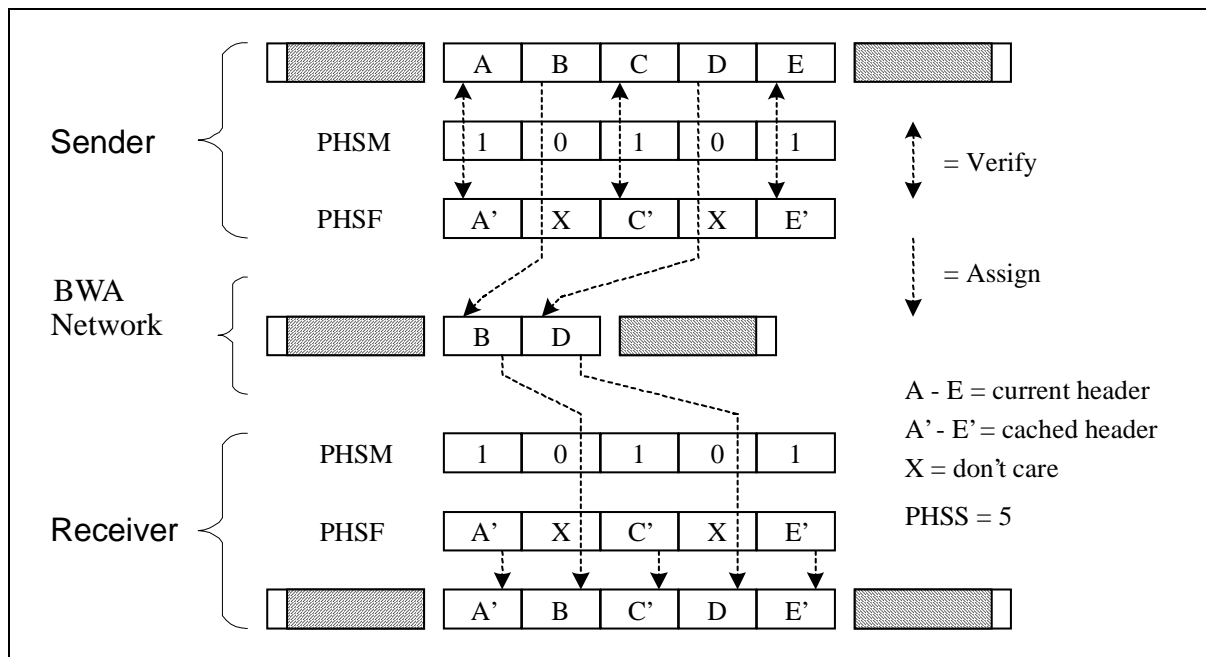 A B C D E
Sender
PHSM 1 0 1 0 1
= Verify
PHSF A’ X C’ X E’
BWA
Network
= Assign
B D
A - E = current header
A’ - E’ = cached header
X = don’t care
PHSS = 5
PHSM 1 0 1 0 1
Receiver
PHSF A’ X C’ X E’
A’ B C’ D E’